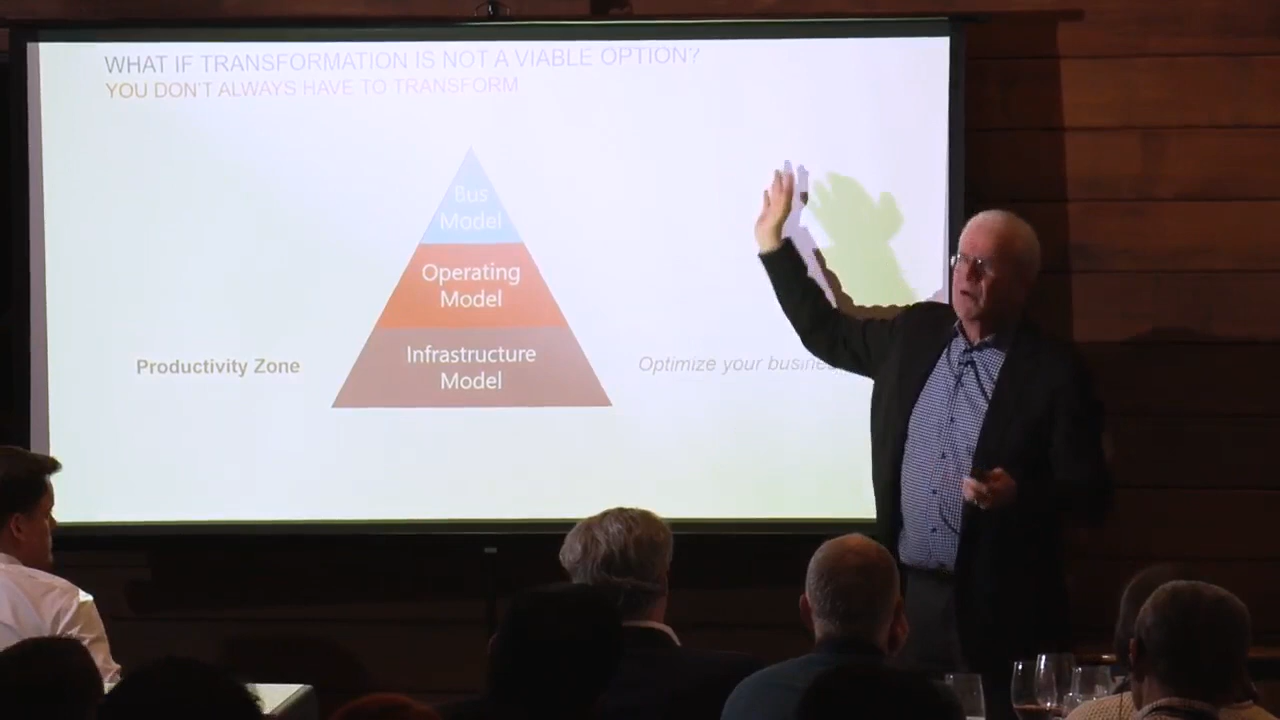 WHAT IF TRANSFORMATION IS NOT A VIABLE OPTION?
YOU DON'T ALWAYS HAVE TO TRANSFORM
Bus
Model
Operating
Model
Infrastructure
Model
Productivity Zone
Optimize your business